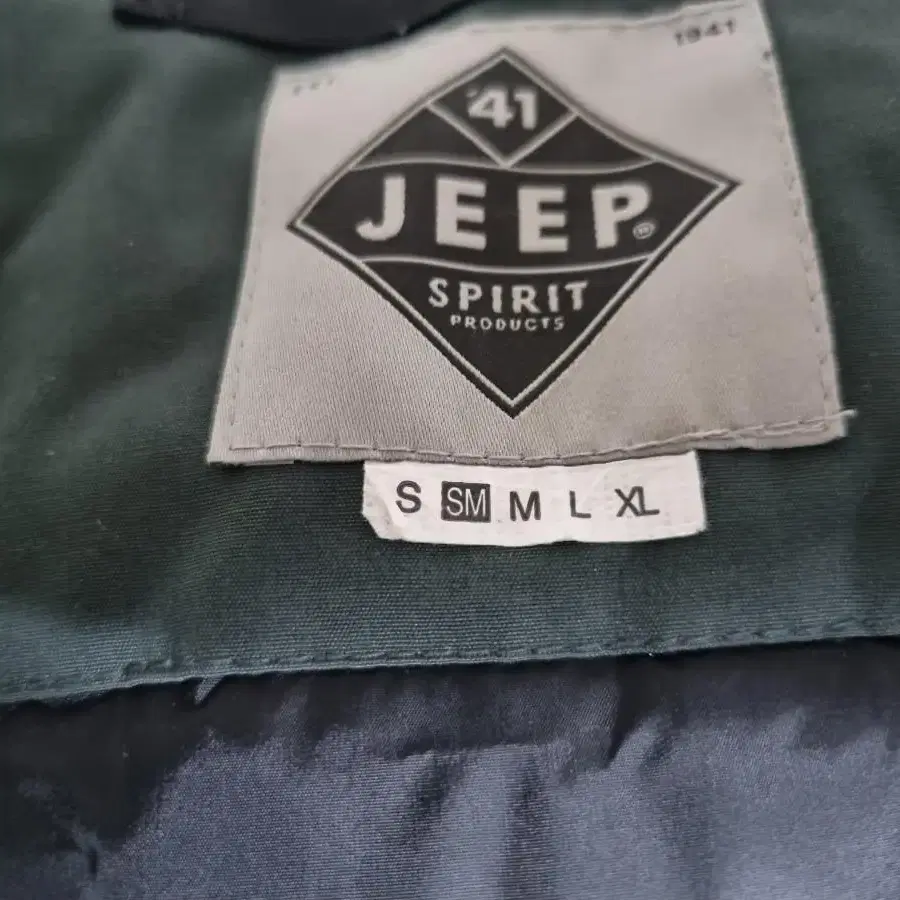 1941
'41
JEEP®
SPIRIT
PRODUCTS
S SM M L XL